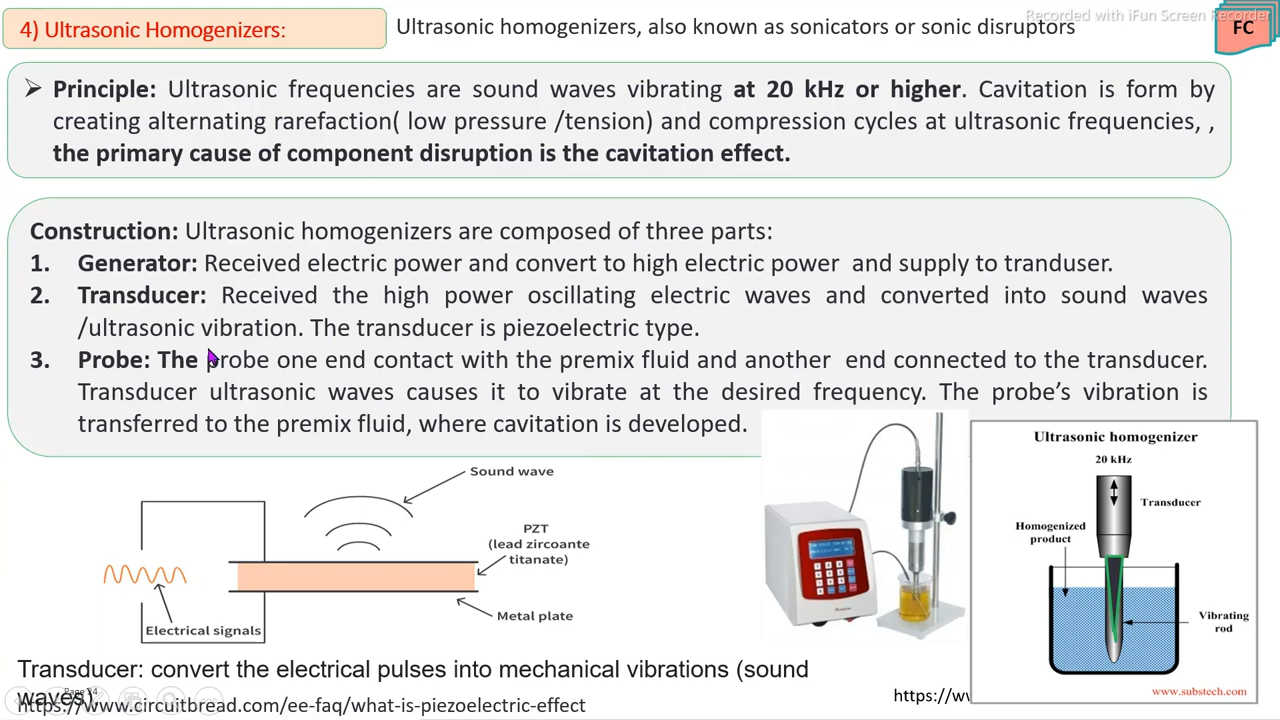 Recorded with iFun Screen Recorder
4) Ultrasonic Homogenizers:
Ultrasonic homogenizers, also known as sonicators or sonic disruptors
FC
➢ Principle: Ultrasonic frequencies are sound waves vibrating at 20 kHz or higher. Cavitation is form by
creating alternating rarefaction( low pressure /tension) and compression cycles at ultrasonic frequencies, ,
the primary cause of component disruption is the cavitation effect.
Construction: Ultrasonic homogenizers are composed of three parts:
1. Generator: Received electric power and convert to high electric power and supply to tranduser.
2. Transducer: Received the high power oscillating electric waves and converted into sound waves
/ultrasonic vibration. The transducer is piezoelectric type.
3. Probe: The probe one end contact with the premix fluid and another end connected to the transducer.
Transducer ultrasonic waves causes it to vibrate at the desired frequency. The probe's vibration is
transferred to the premix fluid, where cavitation is developed.
Sound wave
PZT
(lead zircoante
titanate)
Metal plate
Electrical signals
Ultrasonic homogenizer
20 kHz
Transducer
Homogenized
product
Vibrating
rod
www.substech.com
Transducer: convert the electrical pulses into mechanical vibrations (sound
waves)
Page 24
https://www.circuitbread.com/ee-faq/what-is-piezoelectric-effect
https://w